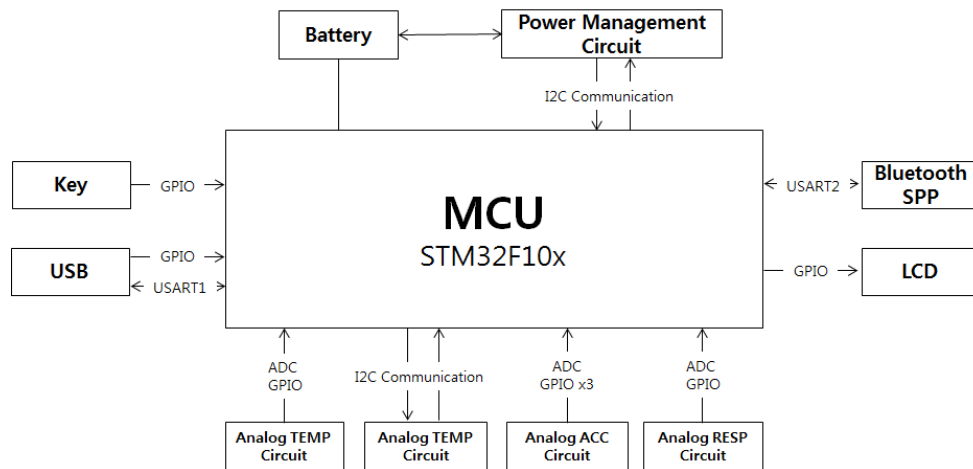 Battery
Power Management
Circuit
I2C Communication
Key
GPIO
MCU
STM32F10x
USART2
Bluetooth
SPP
USB
GPIO
USART1
GPIO
LCD
ADC
GPIO
I2C Communication
ADC
GPIO x3
ADC
GPIO
Analog TEMP
Circuit
Analog TEMP
Circuit
Analog ACC
Circuit
Analog RESP
Circuit